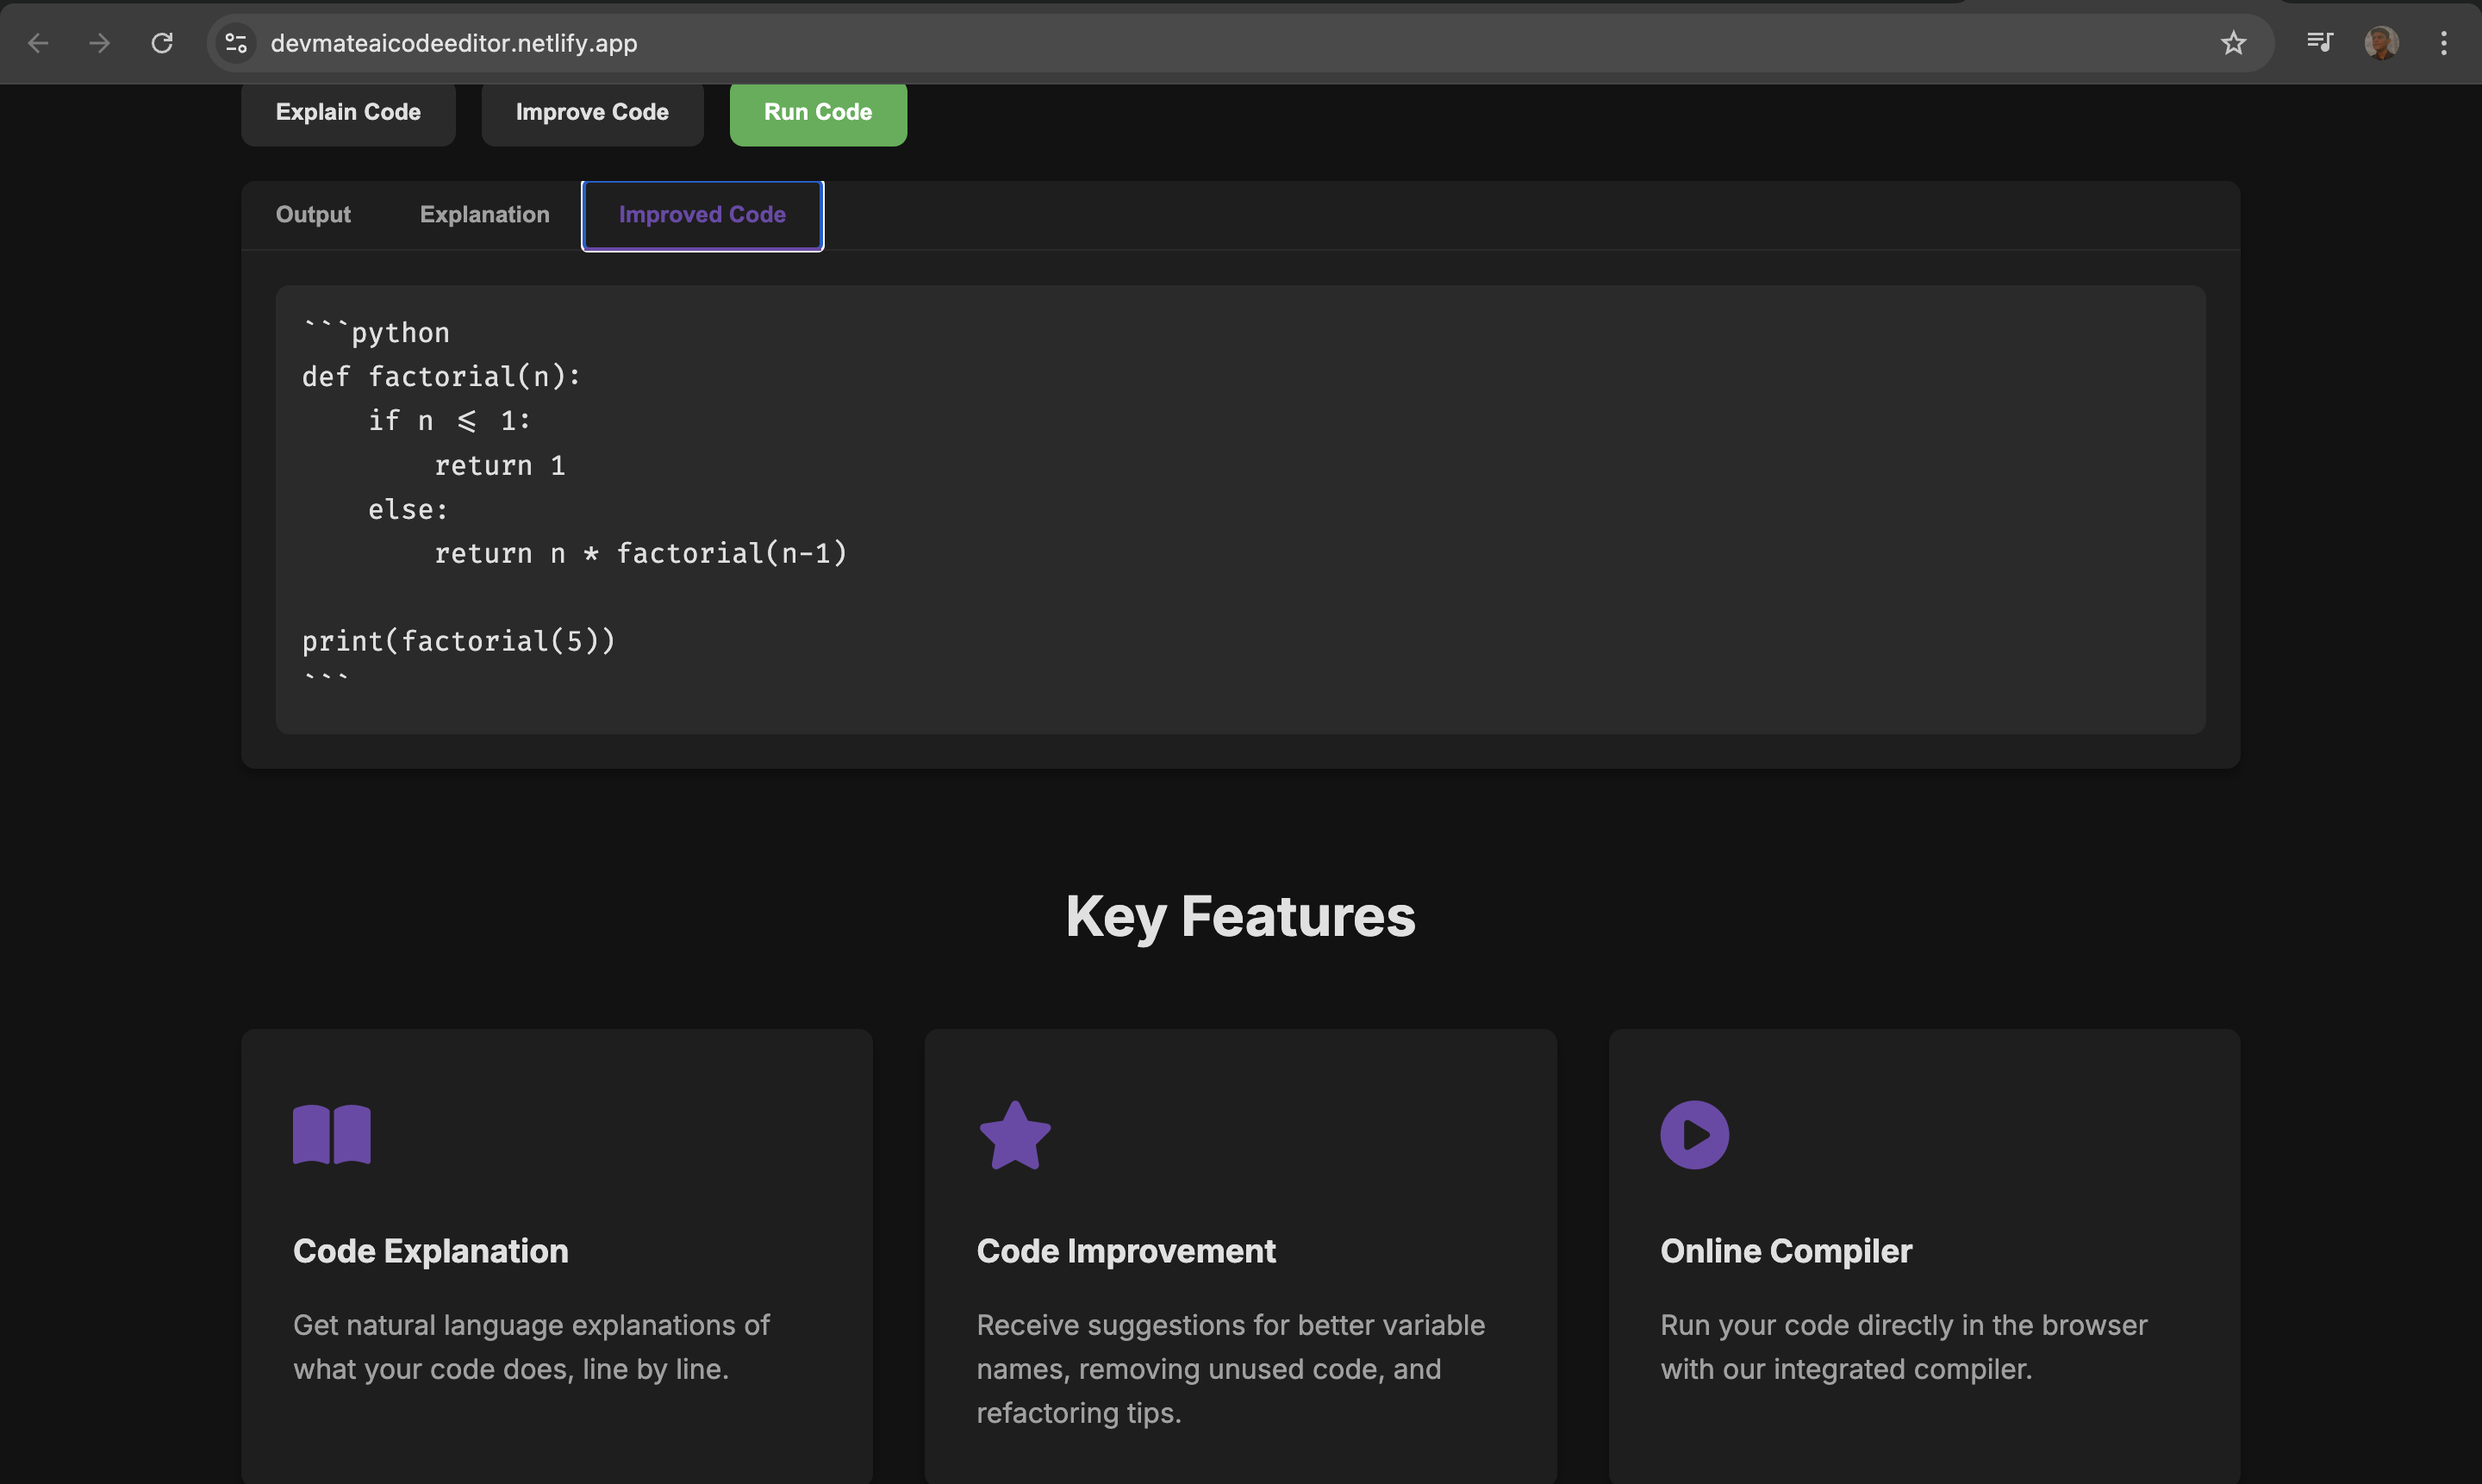 devmateaicodeeditor.netlify.app
Explain Code Improve Code Run Code
Output Explanation Improved Code
```python
def factorial(n):
    if n <= 1:
        return 1
    else:
        return n * factorial(n-1)

print(factorial(5))
```
Key Features
Code Explanation
Get natural language explanations of
what your code does, line by line.
Code Improvement
Receive suggestions for better variable
names, removing unused code, and
refactoring tips.
Online Compiler
Run your code directly in the browser
with our integrated compiler.